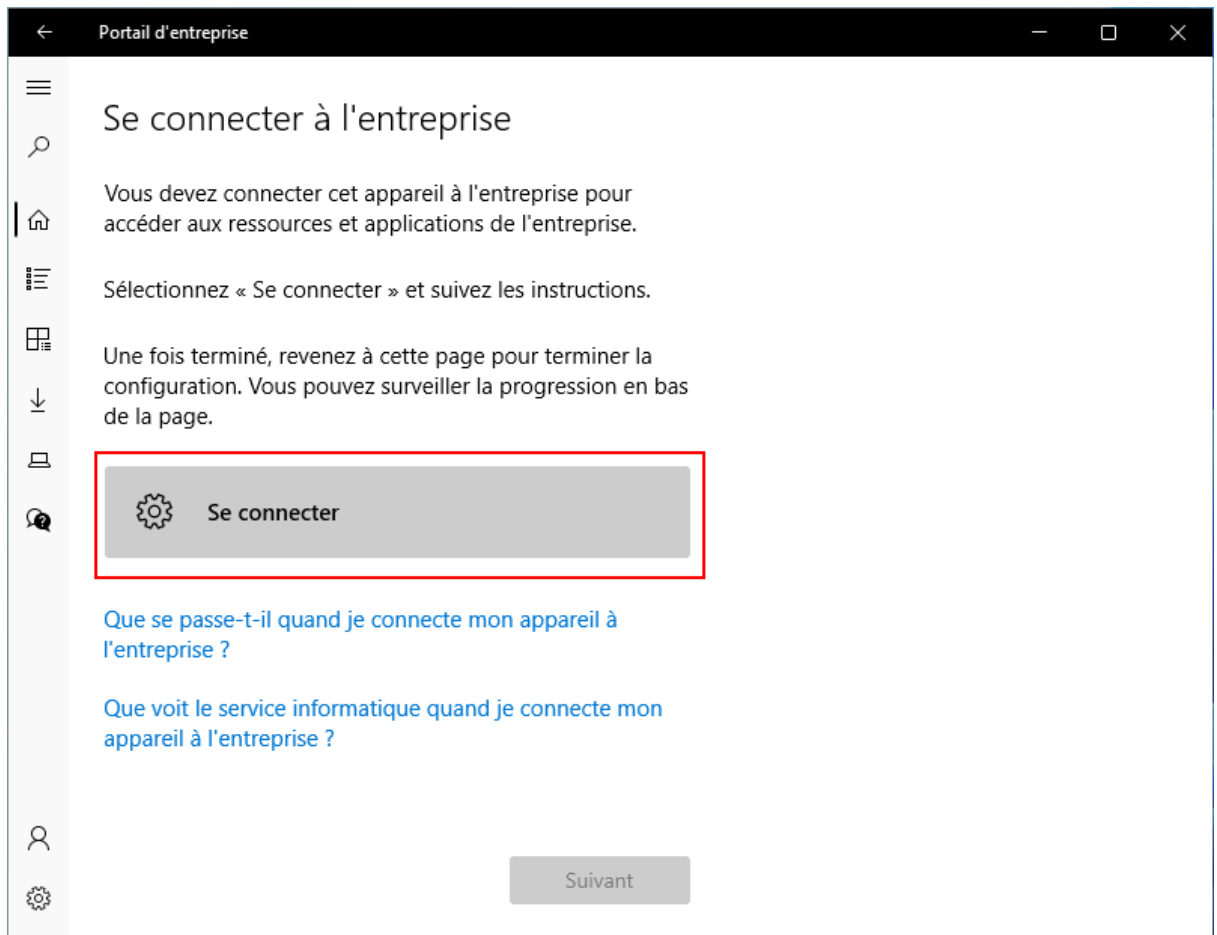 Portail d'entreprise
Se connecter à l'entreprise
Vous devez connecter cet appareil à l'entreprise pour
accéder aux ressources et applications de l'entreprise.
Sélectionnez « Se connecter » et suivez les instructions.
Une fois terminé, revenez à cette page pour terminer la
configuration. Vous pouvez surveiller la progression en bas
de la page.
Se connecter
Que se passe-t-il quand je connecte mon appareil à
l'entreprise ?
Que voit le service informatique quand je connecte mon
appareil à l'entreprise ?
Suivant